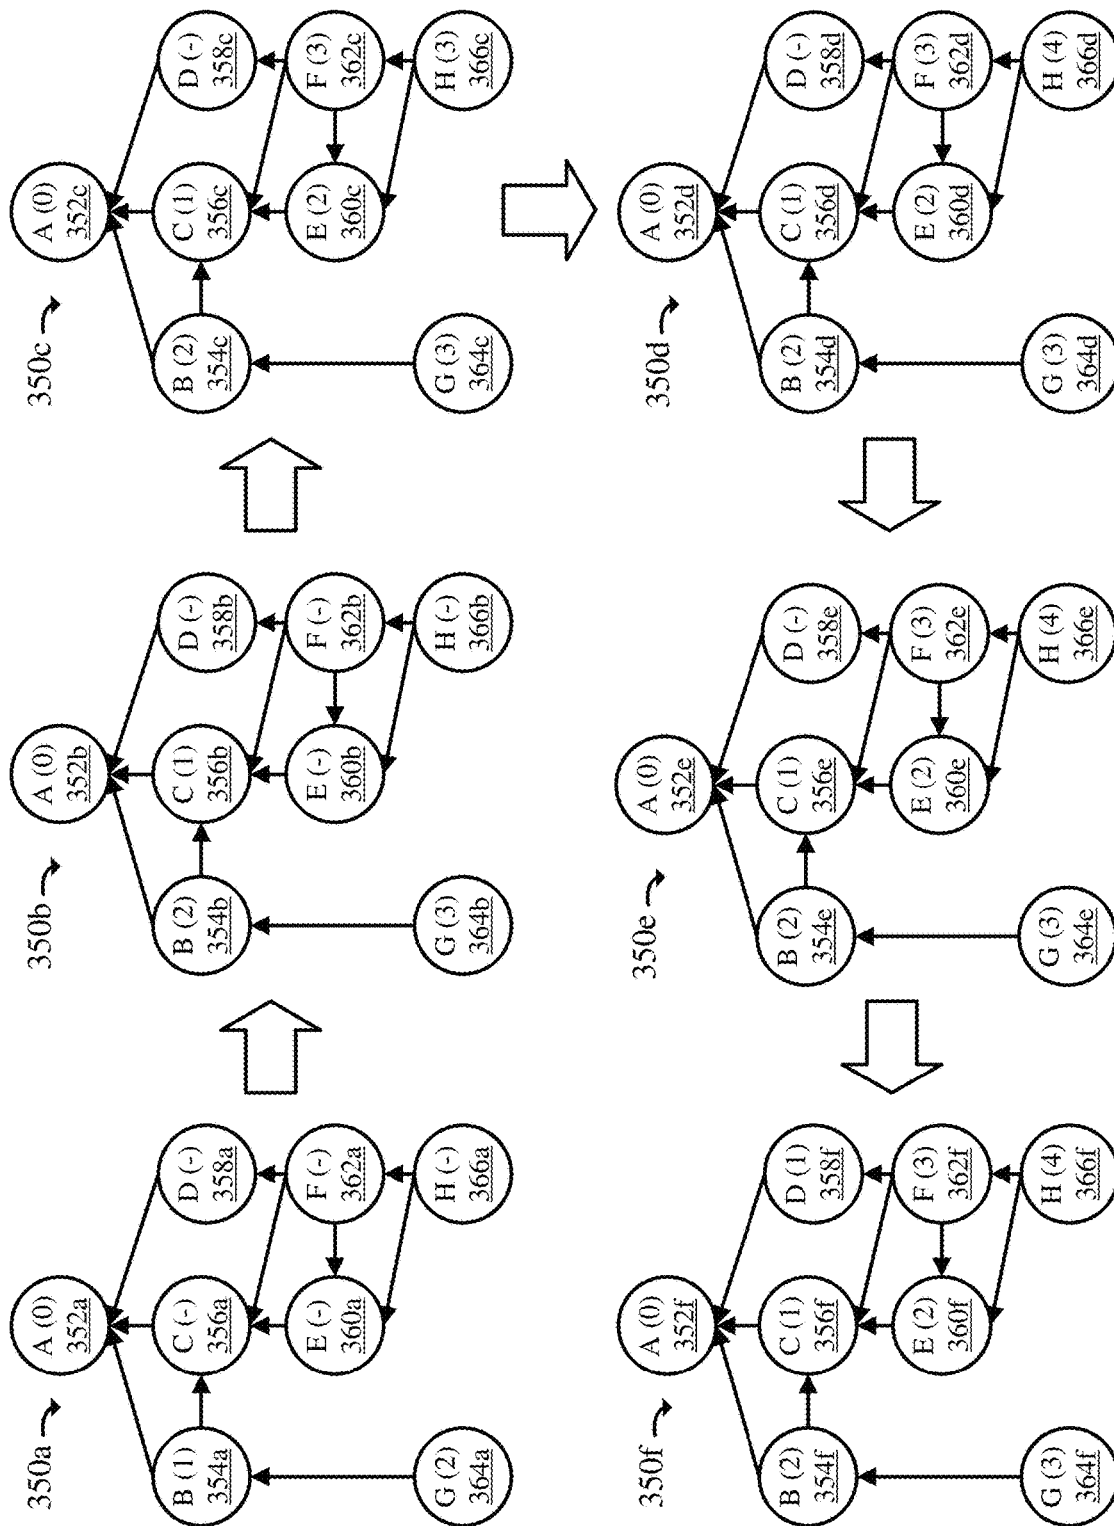 350a
A (0)
352a
B (1)
354a
C (-)
356a
D (-)
358a
E (-)
360a
F (-)
362a
G (2)
364a
H (-)
366a
350b
A (0)
352b
B (2)
354b
C (1)
356b
D (-)
358b
E (-)
360b
F (-)
362b
G (3)
364b
H (-)
366b
350c
A (0)
352c
B (2)
354c
C (1)
356c
D (-)
358c
E (2)
360c
F (3)
362c
G (3)
364c
H (3)
366c
350d
A (0)
352d
B (2)
354d
C (1)
356d
D (-)
358d
E (2)
360d
F (3)
362d
G (3)
364d
H (4)
366d
350e
A (0)
352e
B (2)
354e
C (1)
356e
D (-)
358e
E (2)
360e
F (3)
362e
G (3)
364e
H (4)
366e
350f
A (0)
352f
B (2)
354f
C (1)
356f
D (1)
358f
E (2)
360f
F (3)
362f
G (3)
364f
H (4)
366f